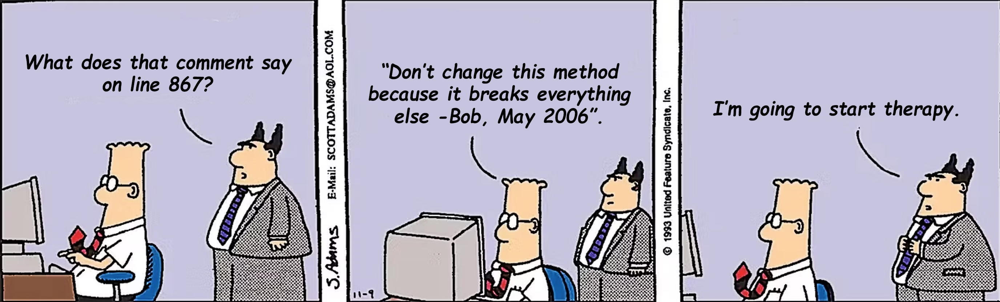 What does that comment say
on line 867?
S. Adams
E-Mail: SCOTTADAMS@AOL.COM
“Don’t change this method
because it breaks everything
else -Bob, May 2006”.
11-9
© 1993 United Feature Syndicate, Inc.
I’m going to start therapy.